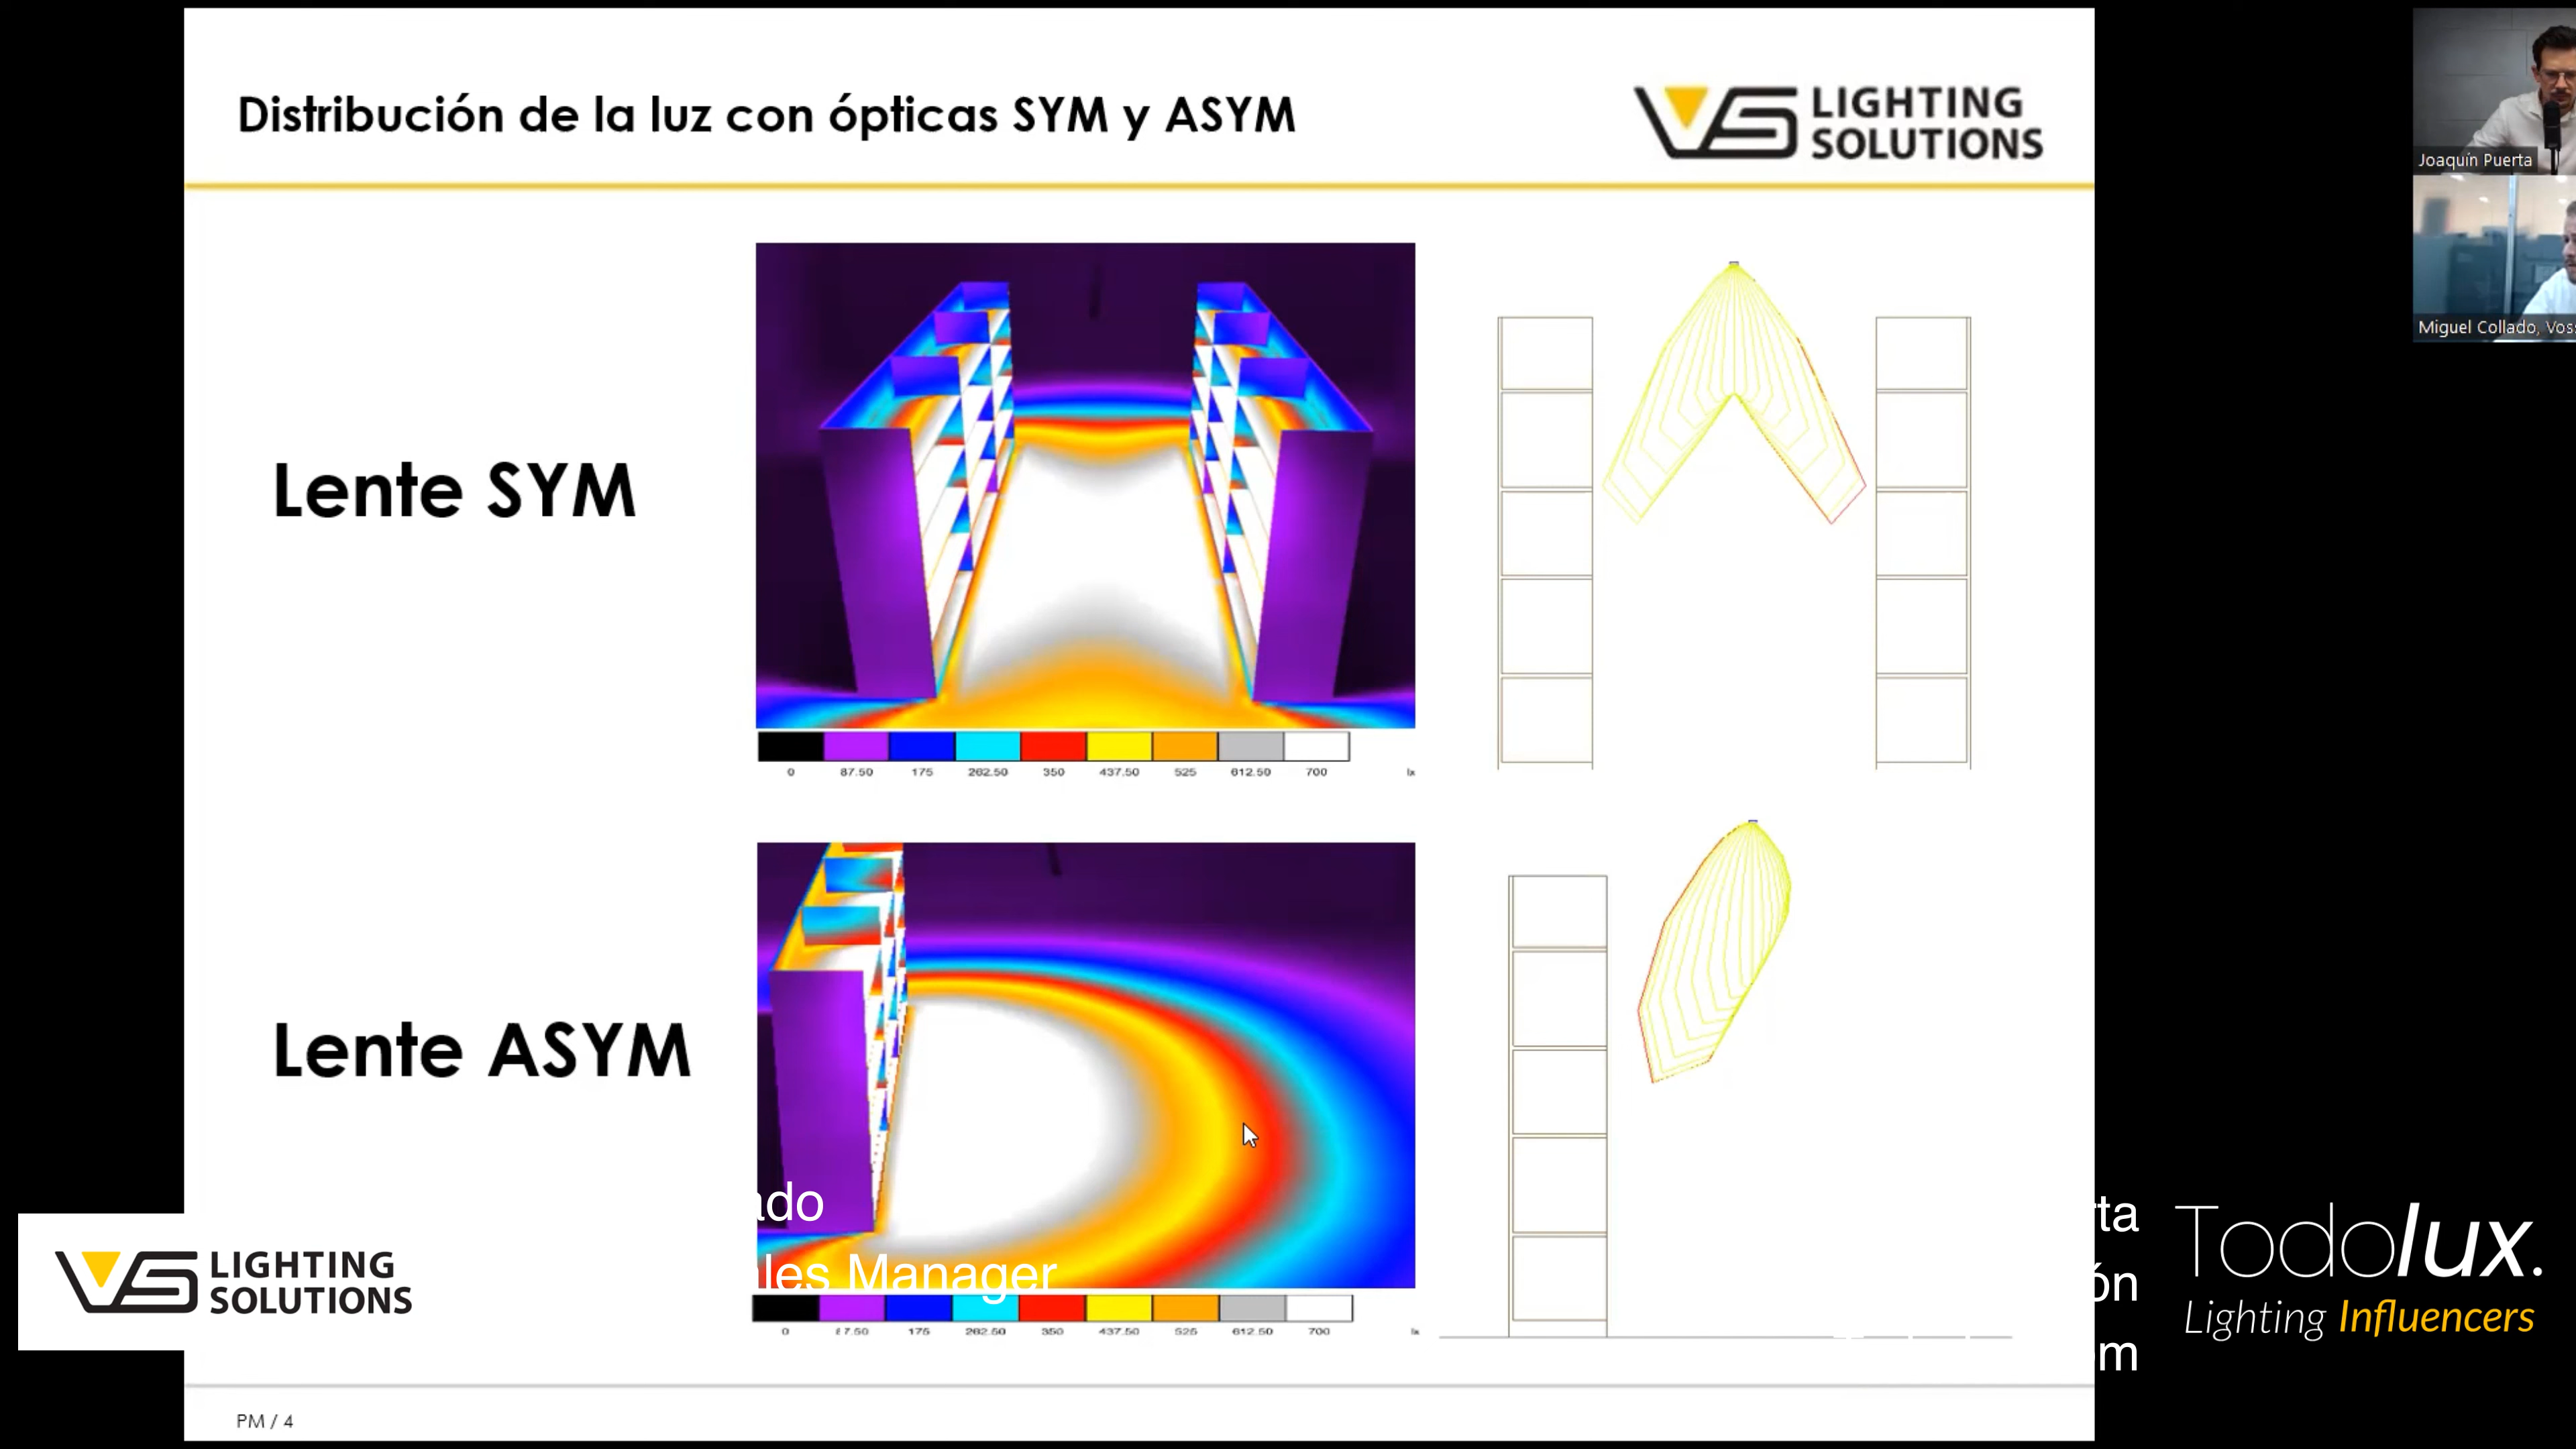 Distribución de la luz con ópticas SYM y ASYM
VS LIGHTING
SOLUTIONS
Joaquín Puerta
Miguel Collado, Vos
Lente SYM
0 87.50 175 262.50 350 437.50 525 612.50 700 lx
Lente ASYM
ado
les Manager
0 87.50 175 262.50 350 437.50 525 612.50 700 lx
VS LIGHTING
SOLUTIONS
rta
ón
om
Todolux.
Lighting Influencers
PM / 4